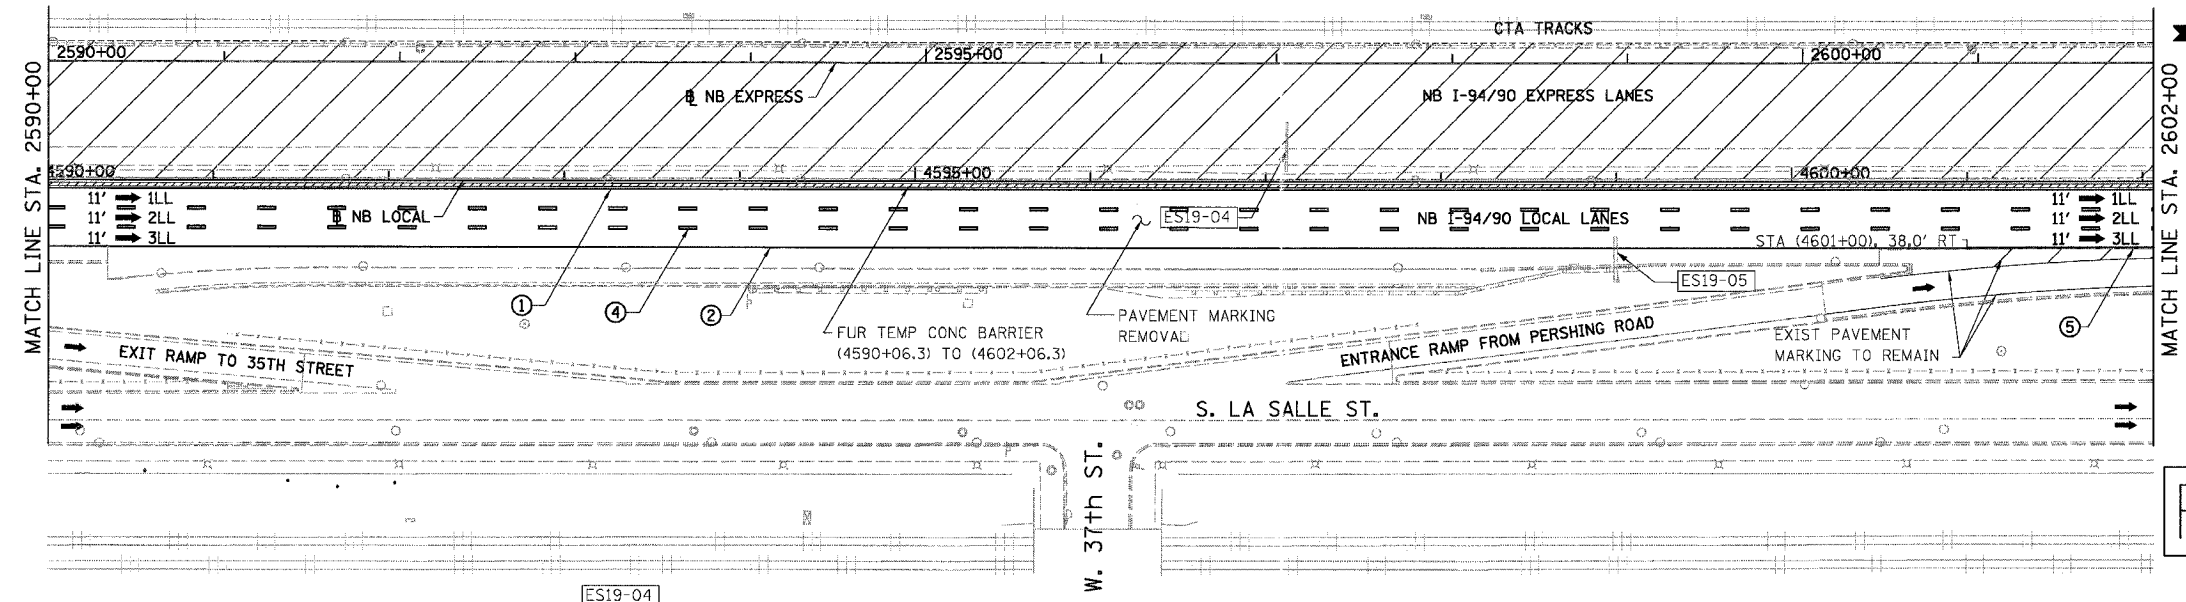 CTA TRACKS
2590+00
2595+00
2600+00
NB EXPRESS
NB I-94/90 EXPRESS LANES
MATCH LINE STA. 2590+00
MATCH LINE STA. 2602+00
4590+00
4595+00
4600+00
11' 1LL
11' 2LL
11' 3LL
NB LOCAL
ES19-04
NB I-94/90 LOCAL LANES
11' 1LL
11' 2LL
11' 3LL
STA (4601+00), 38.0' RT
ES19-05
1
4
2
5
FUR TEMP CONC BARRIER
(4590+06.3) TO (4602+06.3)
PAVEMENT MARKING
REMOVAL
EXIST PAVEMENT
MARKING TO REMAIN
EXIT RAMP TO 35TH STREET
ENTRANCE RAMP FROM PERSHING ROAD
S. LA SALLE ST.
W. 37th ST.
ES19-04